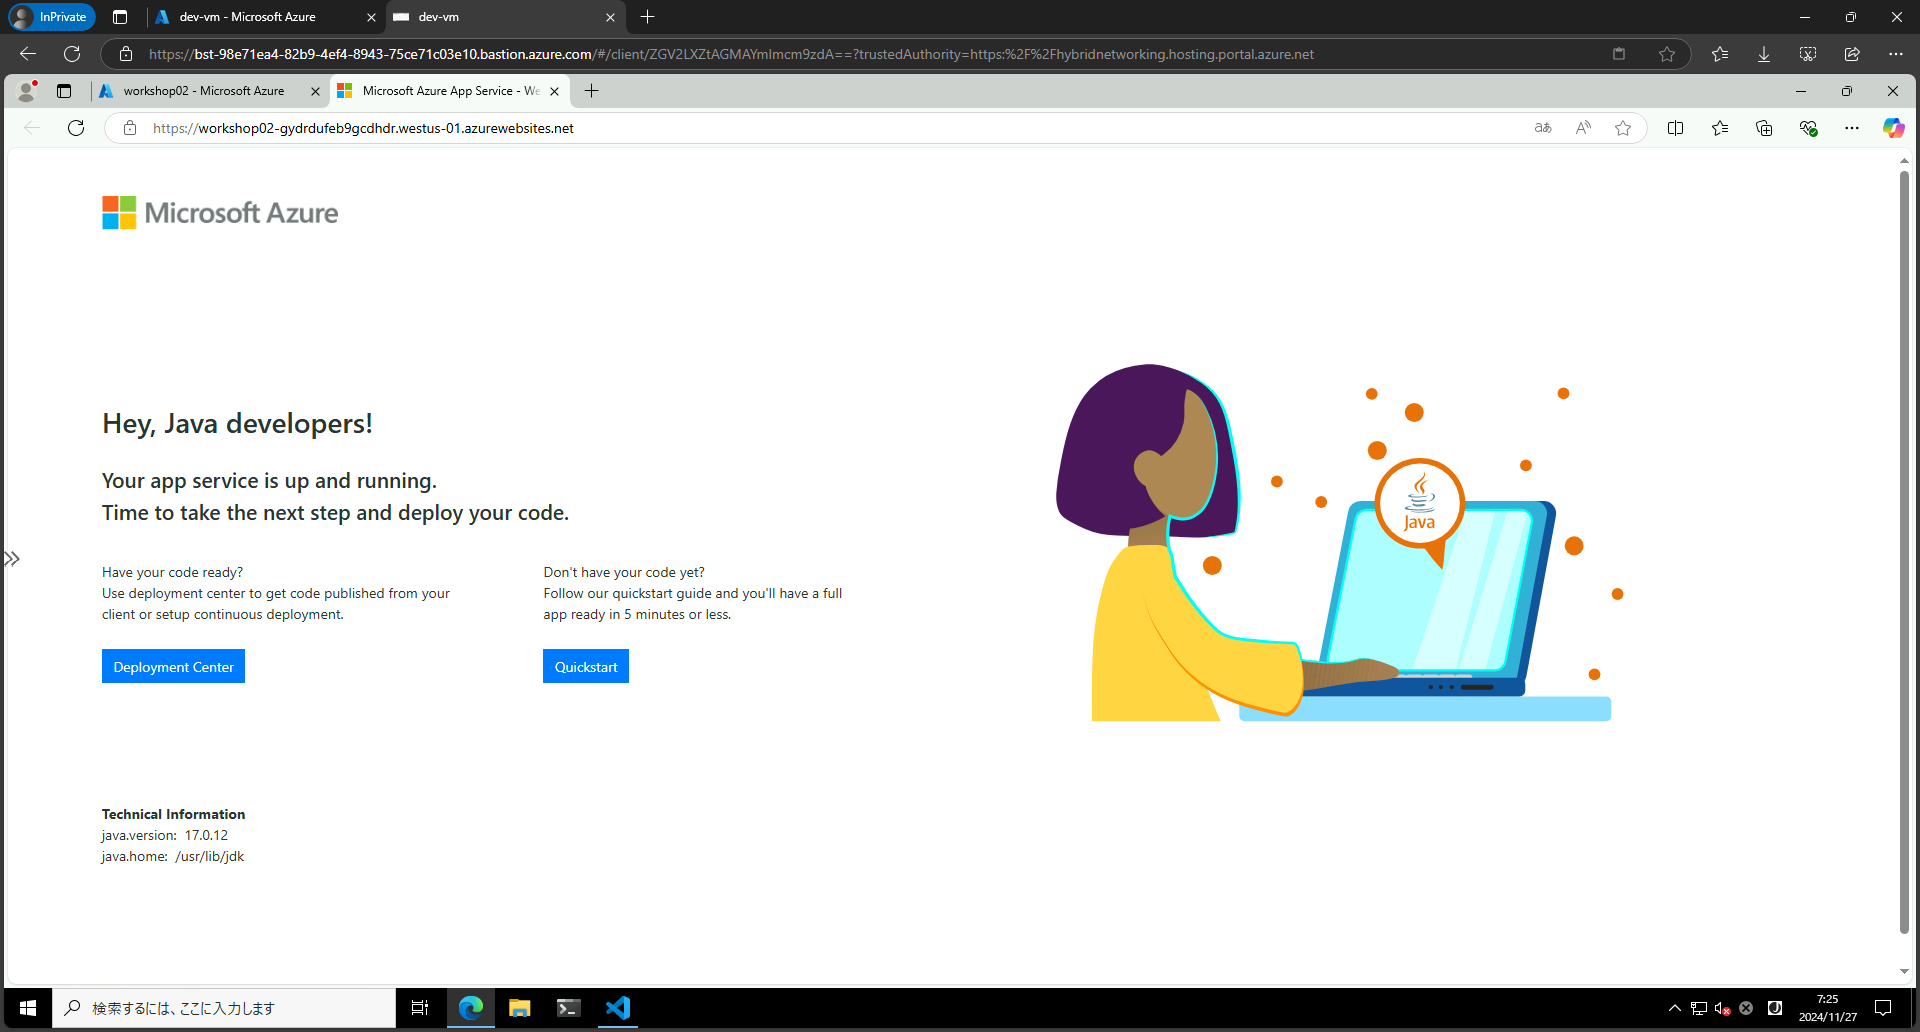 InPrivate
dev-vm - Microsoft Azure
dev-vm
https://bst-98e71ea4-82b9-4ef4-8943-75ce71c03e10.bastion.azure.com/#/client/ZGV2LXZtAGMAYmlmcm9zdA==?trustedAuthority=https:%2F%2Fhybridnetworking.hosting.portal.azure.net
workshop02 - Microsoft Azure
Microsoft Azure App Service - We
https://workshop02-gydrdufeb9gcdhdr.westus-01.azurewebsites.net
aあ
Microsoft Azure
Hey, Java developers!
Your app service is up and running.
Time to take the next step and deploy your code.
Have your code ready?
Use deployment center to get code published from your
client or setup continuous deployment.
Deployment Center
Don't have your code yet?
Follow our quickstart guide and you'll have a full
app ready in 5 minutes or less.
Quickstart
Java
Technical Information
java.version: 17.0.12
java.home: /usr/lib/jdk
検索するには、ここに入力します
7:25
2024/11/27